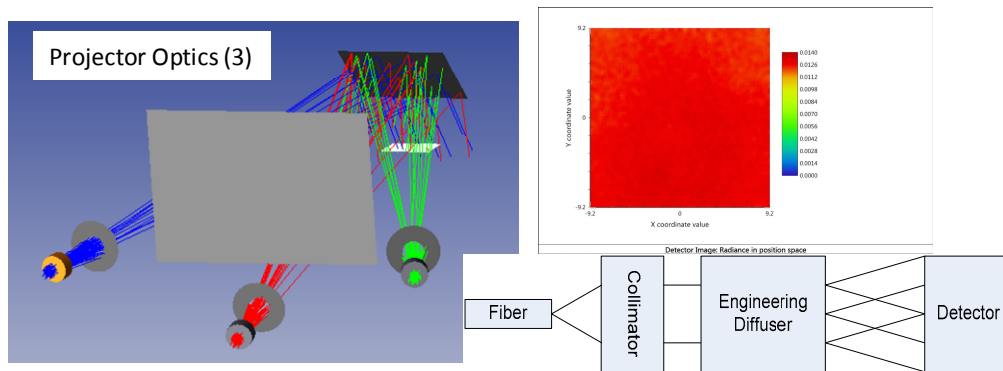 Projector Optics (3)
9.2
0
-9.2
Y coordinate value
-9.2
0
9.2
X coordinate value
0.0140
0.0126
0.0112
0.0098
0.0084
0.0070
0.0056
0.0042
0.0028
0.0014
0.0000
Detector Image: Radiance in position space
Fiber
Collimator
Engineering
Diffuser
Detector